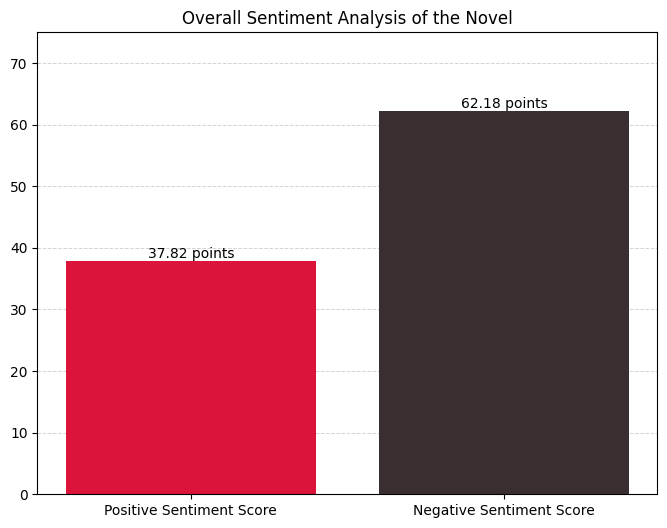 Overall Sentiment Analysis of the Novel
70
60
50
40
30
20
10
0
37.82 points
62.18 points
Positive Sentiment Score
Negative Sentiment Score